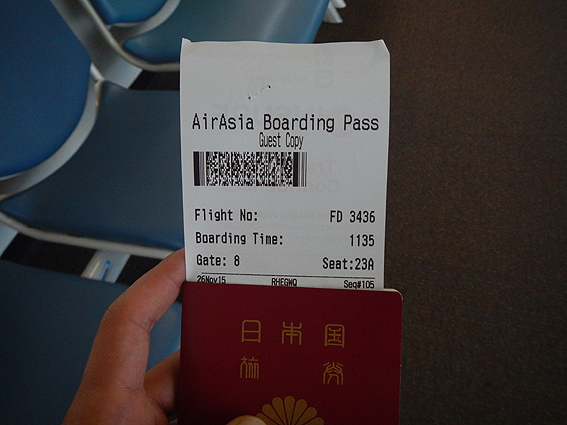 AirAsia Boarding Pass
Guest Copy
Flight No: FD 3436
Boarding Time: 1135
Gate: 8 Seat:23A
26Nov15 RHEGWQ Seq#105
日本国
旅券